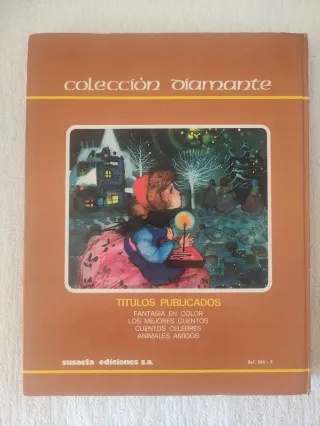 colección diamante
TITULOS PUBLICADOS
FANTASIA EN COLOR
LOS MEJORES CUENTOS
CUENTOS CELEBRES
ANIMALES AMIGOS
susaeta ediciones s.a.